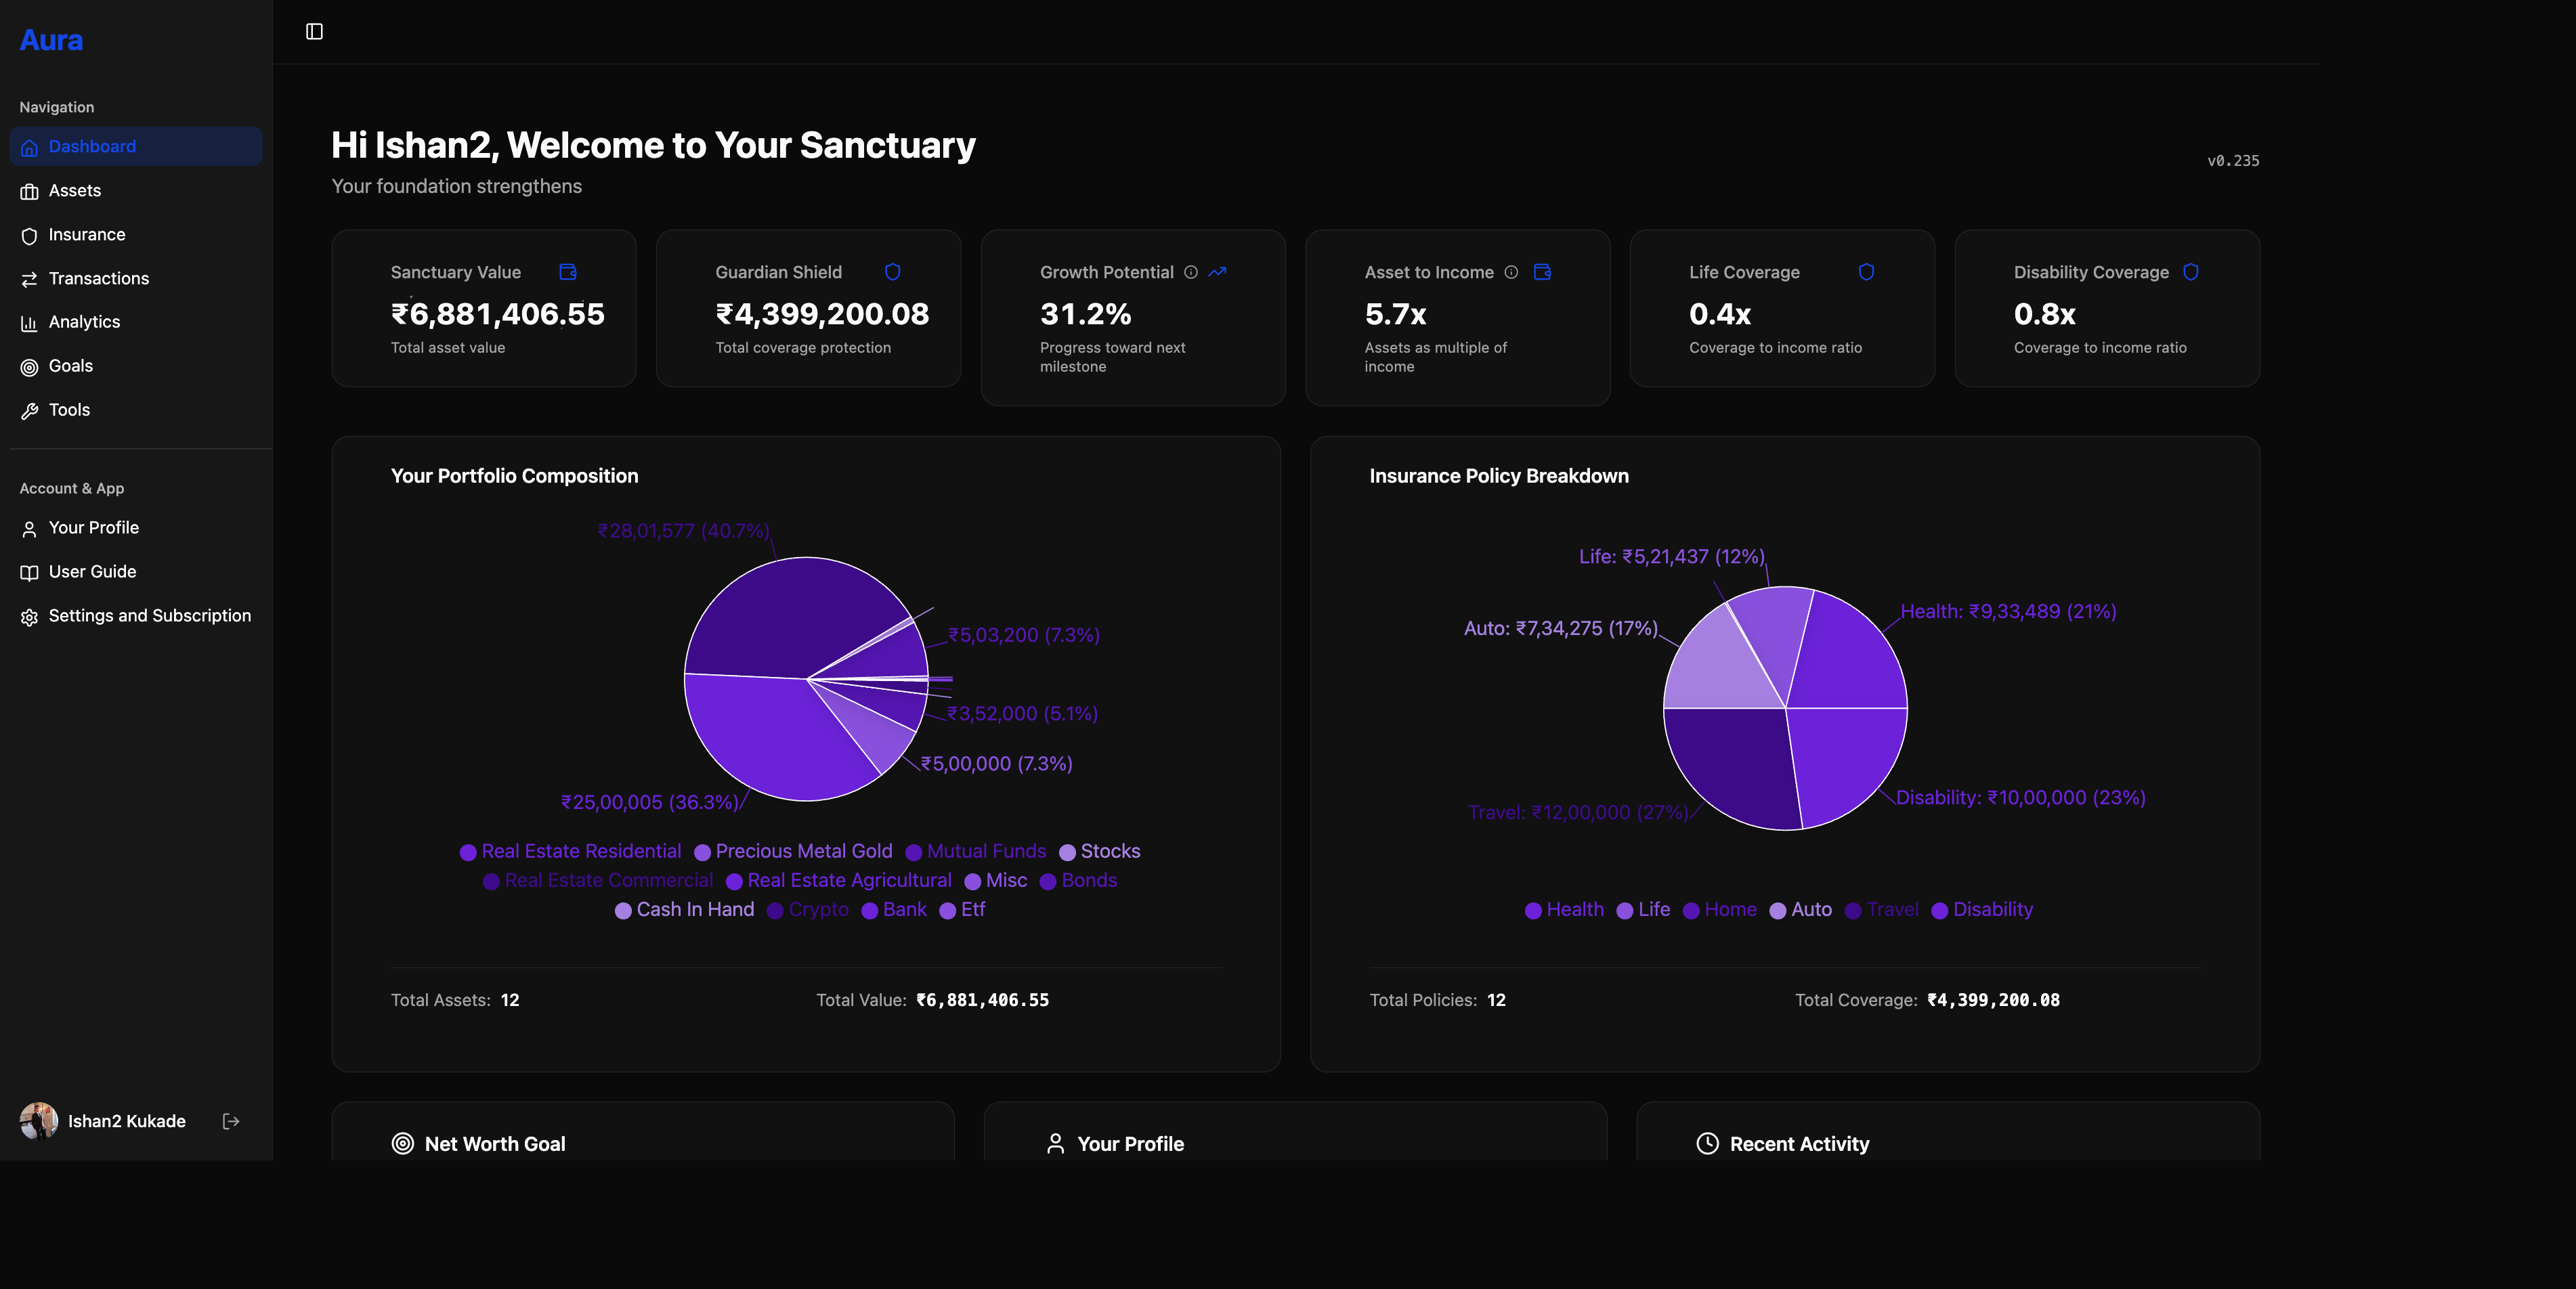 Aura
Navigation
Dashboard
Assets
Insurance
Transactions
Analytics
Goals
Tools
Account & App
Your Profile
User Guide
Settings and Subscription
Ishan2 Kukade
Hi Ishan2, Welcome to Your Sanctuary
Your foundation strengthens
v0.235
Sanctuary Value
₹6,881,406.55
Total asset value
Guardian Shield
₹4,399,200.08
Total coverage protection
Growth Potential
31.2%
Progress toward next
milestone
Asset to Income
5.7x
Assets as multiple of
income
Life Coverage
0.4x
Coverage to income ratio
Disability Coverage
0.8x
Coverage to income ratio
Your Portfolio Composition
₹28,01,577 (40.7%)
₹5,03,200 (7.3%)
₹3,52,000 (5.1%)
₹5,00,000 (7.3%)
₹25,00,005 (36.3%)
Real Estate Residential Precious Metal Gold Mutual Funds Stocks
Real Estate Commercial Real Estate Agricultural Misc Bonds
Cash In Hand Crypto Bank Etf
Total Assets: 12
Total Value: ₹6,881,406.55
Insurance Policy Breakdown
Life: ₹5,21,437 (12%)
Health: ₹9,33,489 (21%)
Auto: ₹7,34,275 (17%)
Disability: ₹10,00,000 (23%)
Travel: ₹12,00,000 (27%)
Health Life Home Auto Travel Disability
Total Policies: 12
Total Coverage: ₹4,399,200.08
Net Worth Goal
Your Profile
Recent Activity